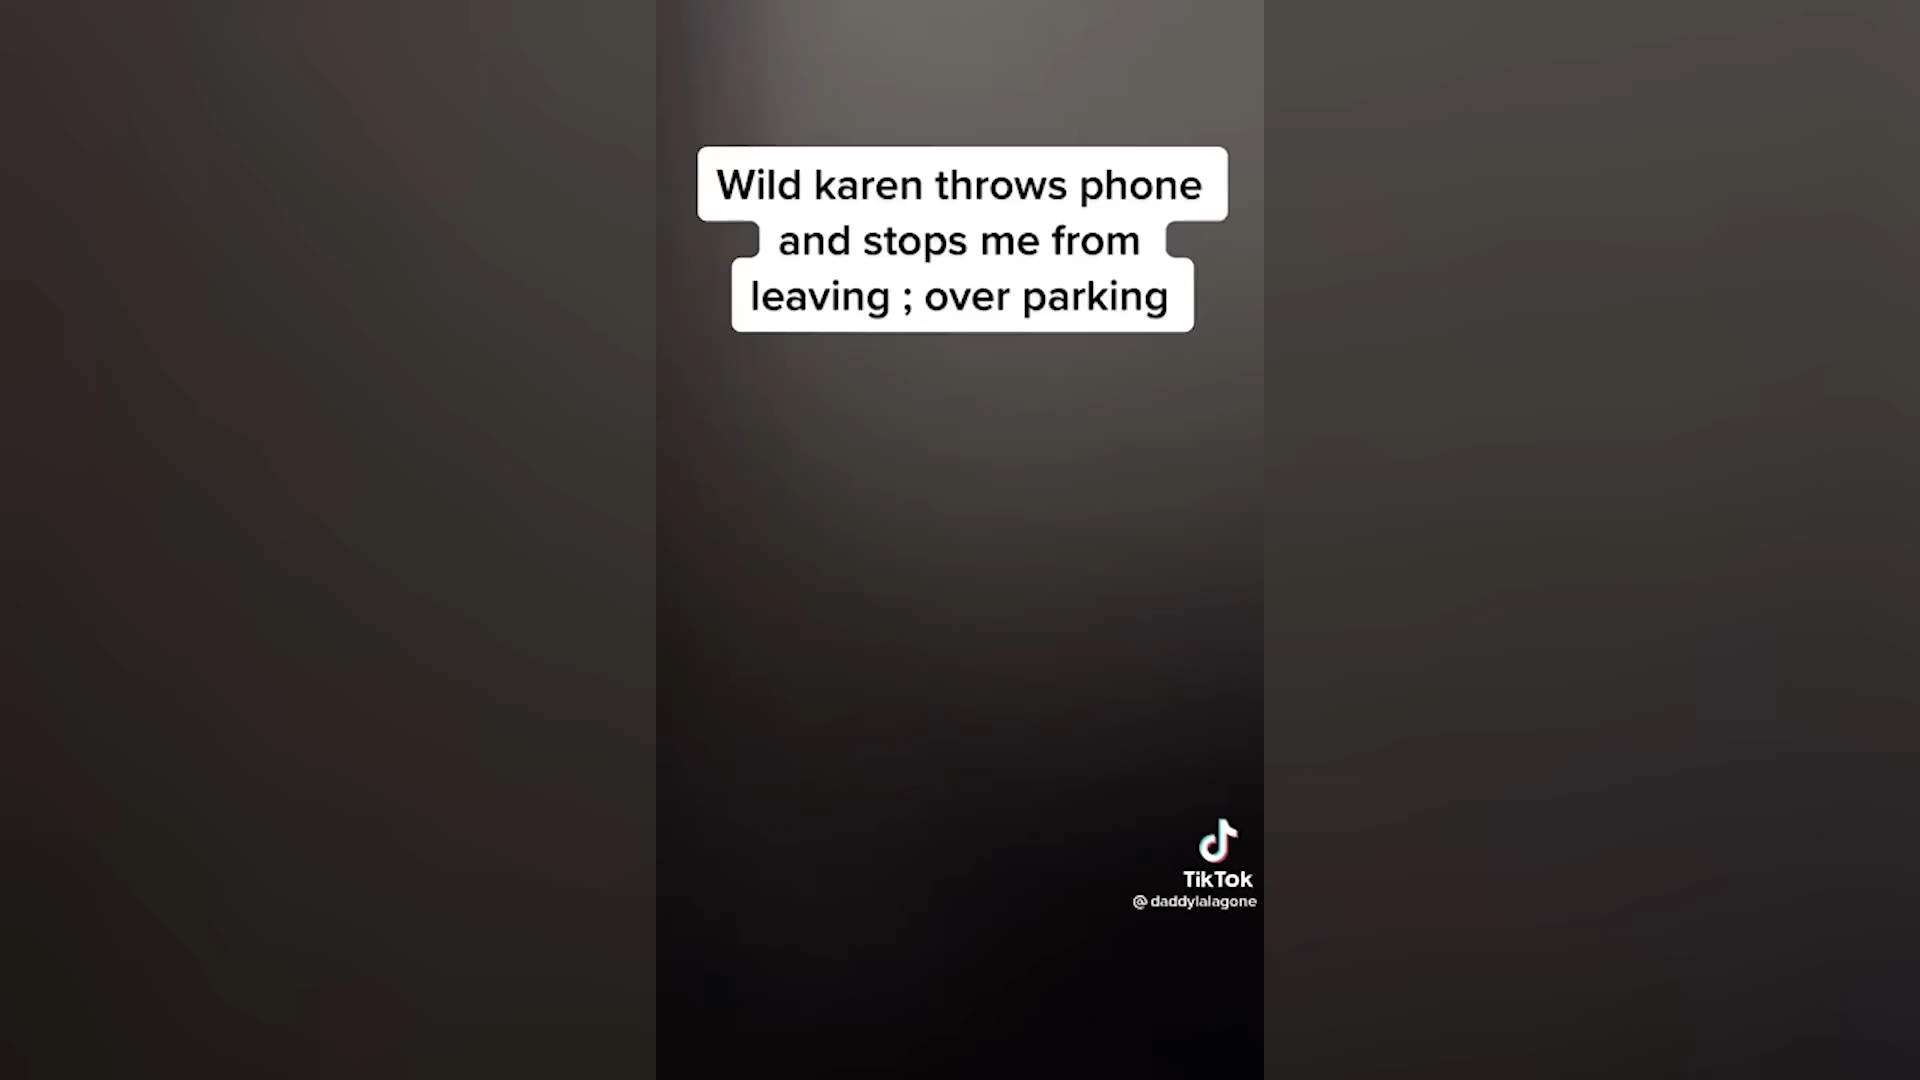 Wild karen throws phone
and stops me from
leaving ; over parking
TikTok
@daddylalagone